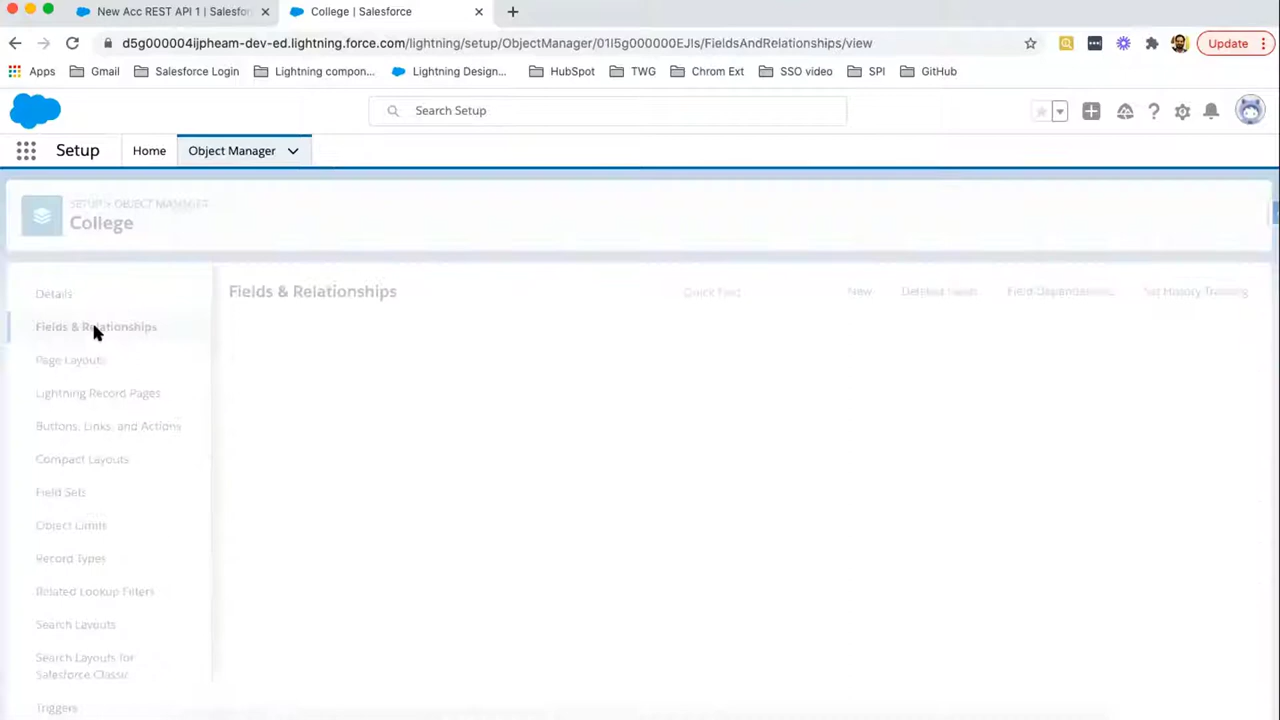 New Acc REST API 1 | Salesfor
College | Salesforce
d5g000004ijpheam-dev-ed.lightning.force.com/lightning/setup/ObjectManager/01I5g000000EJIs/FieldsAndRelationships/view
Update
Apps
Gmail
Salesforce Login
Lightning compon...
Lightning Design...
HubSpot
TWG
Chrom Ext
SSO video
SPI
GitHub
Search Setup
Setup
Home
Object Manager
SETUP > OBJECT MANAGER
College
Details
Fields & Relationships
Page Layouts
Lightning Record Pages
Buttons, Links, and Actions
Compact Layouts
Field Sets
Object Limits
Record Types
Related Lookup Filters
Search Layouts
Search Layouts for
Salesforce Classic
Triggers
Fields & Relationships
Quick Find
New
Deleted Fields
Field Dependencies
Set History Tracking